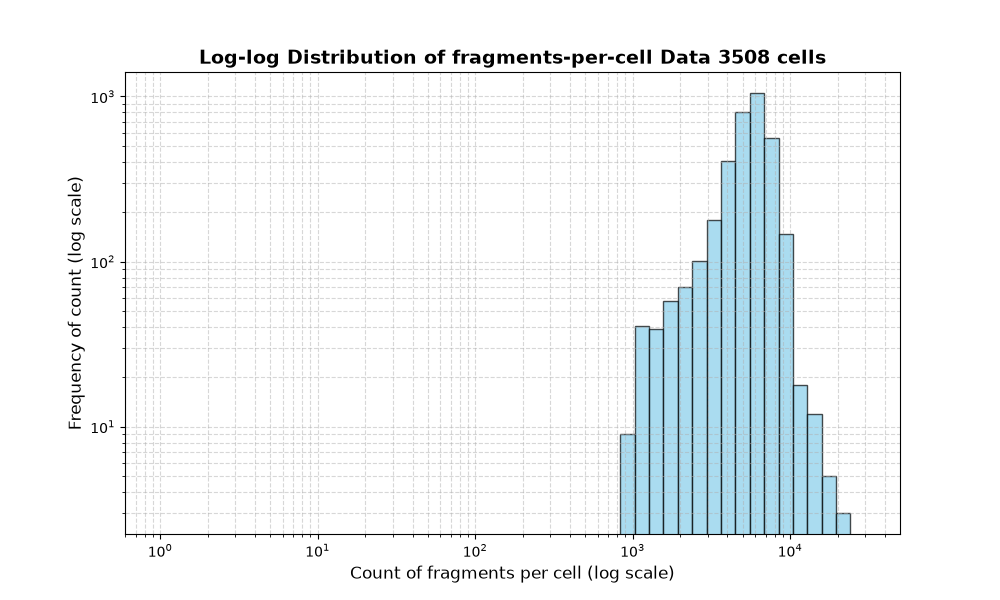 Log-log Distribution of fragments-per-cell Data 3508 cells
Frequency of count (log scale)
10³
10²
10¹
10⁰ 10¹ 10² 10³ 10⁴
Count of fragments per cell (log scale)